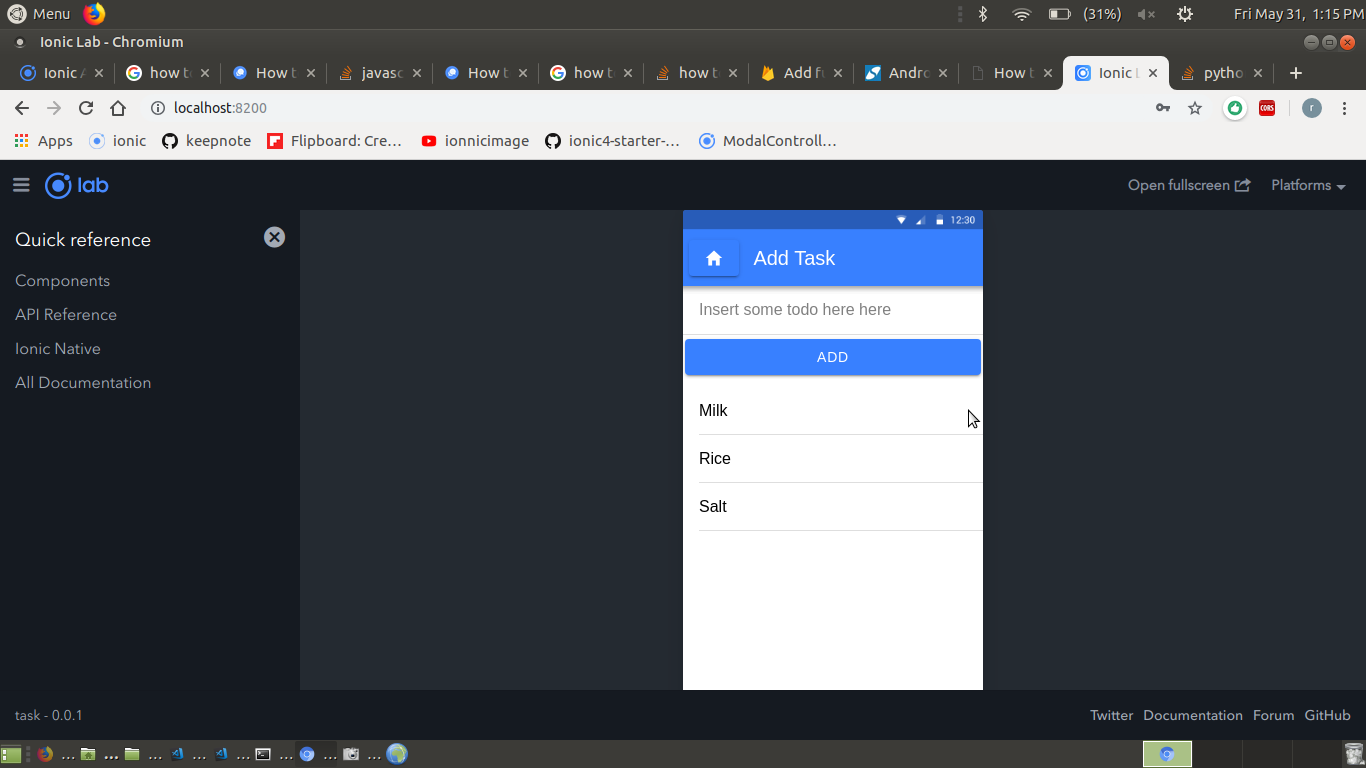 Menu (31%) Fri May 31, 1:15 PM
Ionic Lab - Chromium
Ionic A how to How t javasc How t how t how to Add fu Andro How t Ionic L pytho
localhost:8200 CORS r
Apps ionic keepnote Flipboard: Cre... ionnicimage ionic4-starter-... ModalControll...
lab Open fullscreen Platforms
12:30
Quick reference
Add Task
Components
API Reference
Ionic Native
All Documentation
Insert some todo here here
ADD
Milk
Rice
Salt
task - 0.0.1 Twitter Documentation Forum GitHub
... ... ... ... ... ... ... ...